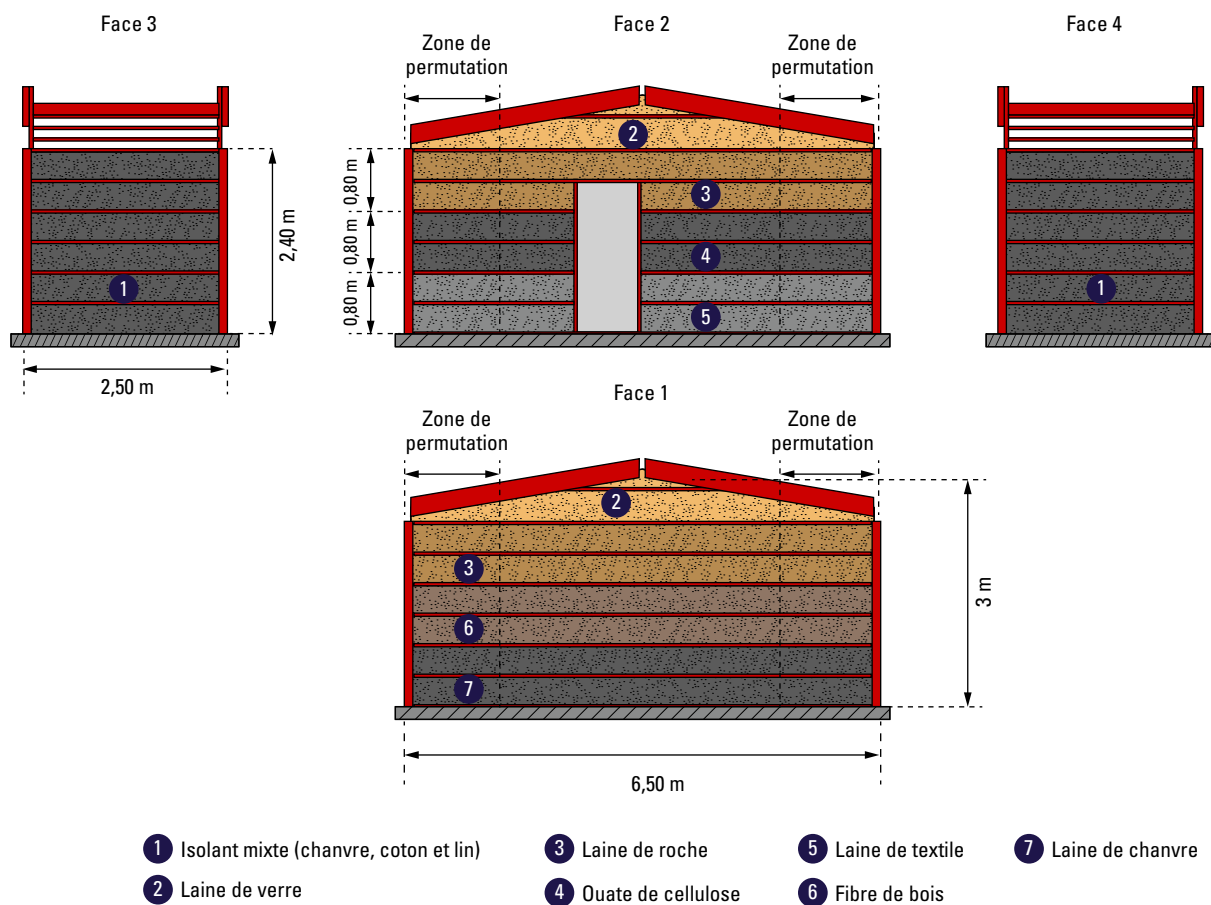 Face 3
Face 2
Face 4
Zone de
permutation
Zone de
permutation
2
3
4
5
1
1
0,80 m
0,80 m
0,80 m
2,40 m
2,50 m
Face 1
Zone de
permutation
Zone de
permutation
2
3
6
7
3 m
6,50 m
1 Isolant mixte (chanvre, coton et lin)
2 Laine de verre
3 Laine de roche
4 Ouate de cellulose
5 Laine de textile
6 Fibre de bois
7 Laine de chanvre